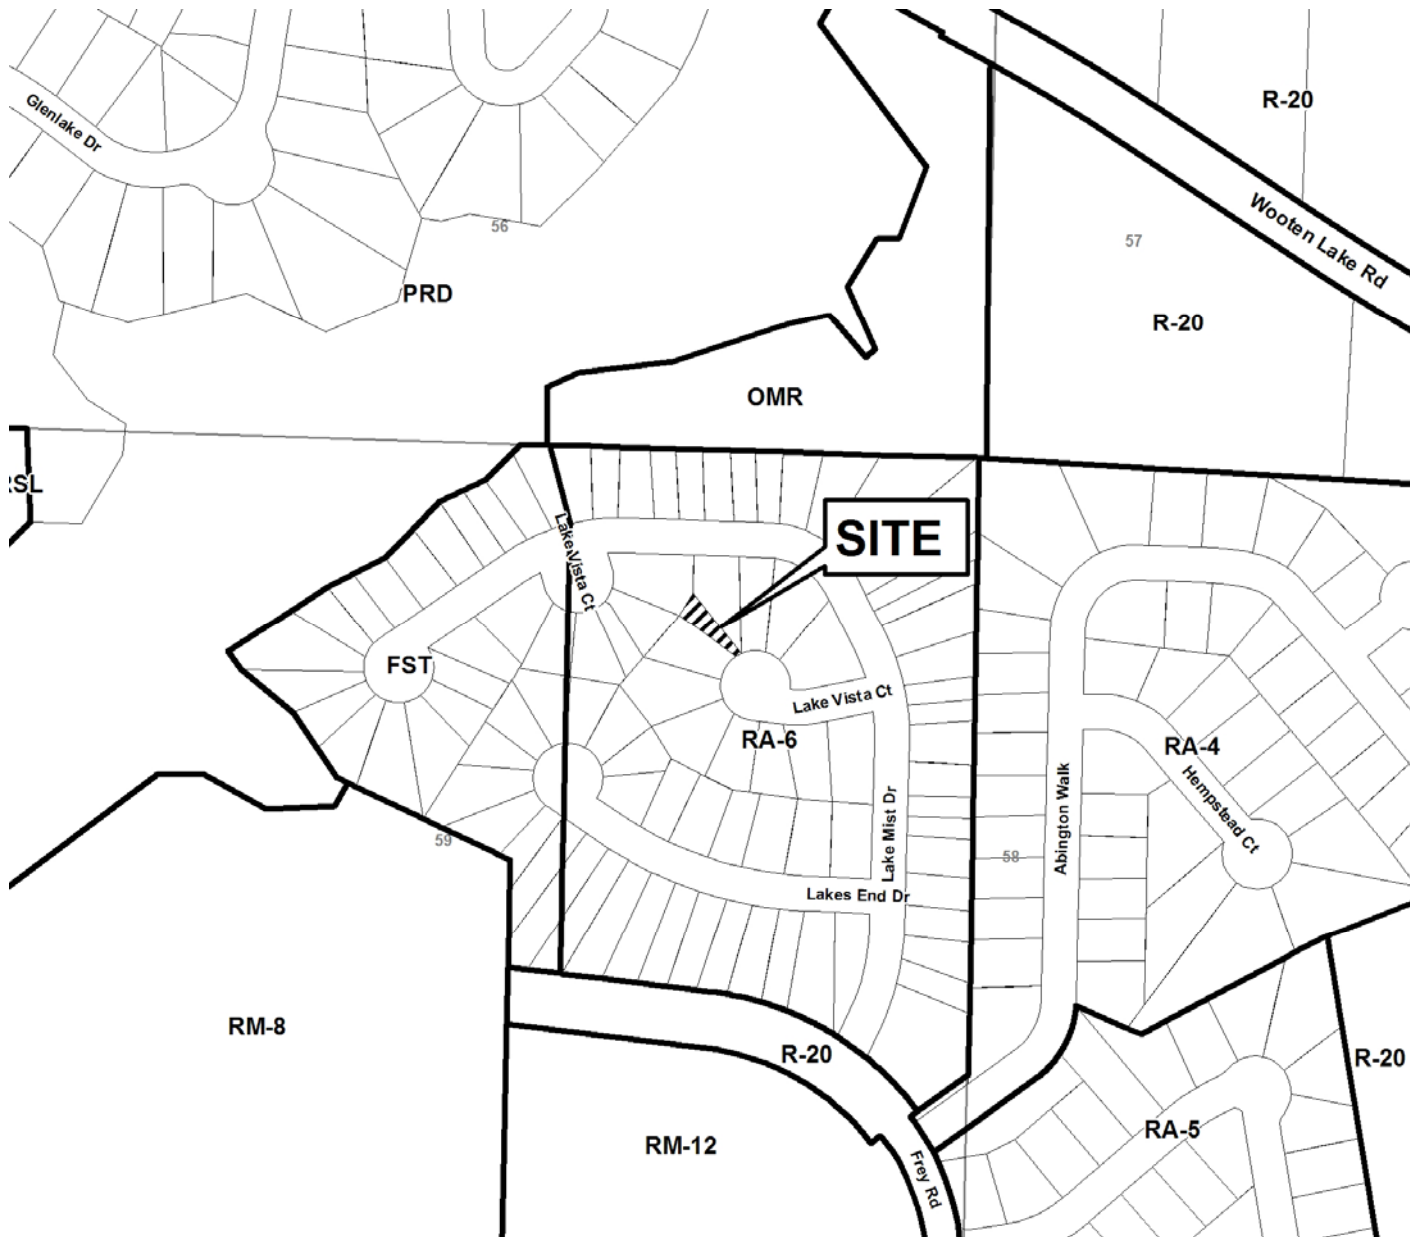 R-20
Glenlake Dr
Wooten Lake Rd
56
57
PRD
R-20
OMR
RSL
SITE
Lake Vista Ct
FST
Lake Vista Ct
RA-6
RA-4
Hempstead Ct
Abington Walk
Lake Mist Dr
59
58
Lakes End Dr
RM-8
R-20
R-20
RA-5
RM-12
Frey Rd